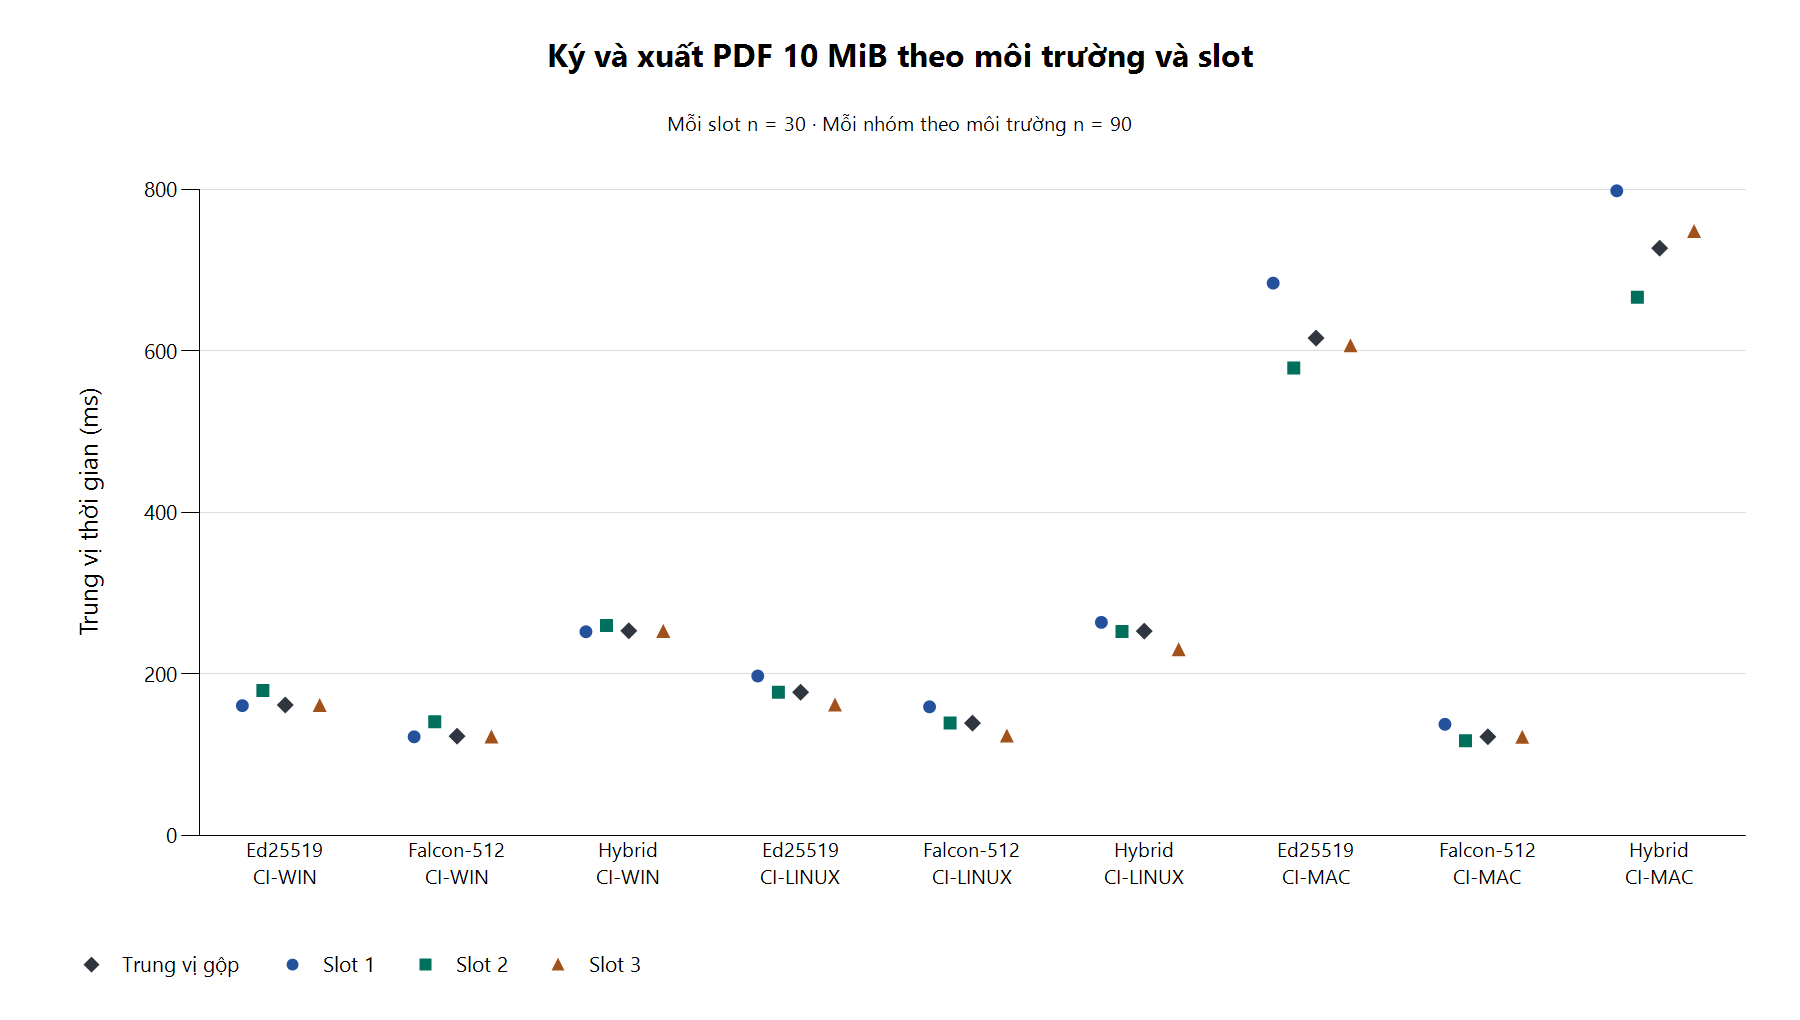 Ký và xuất PDF 10 MiB theo môi trường và slot
Mỗi slot n = 30 · Mỗi nhóm theo môi trường n = 90
Trung vị thời gian (ms)
800
600
400
200
0
Ed25519 CI-WIN
Falcon-512 CI-WIN
Hybrid CI-WIN
Ed25519 CI-LINUX
Falcon-512 CI-LINUX
Hybrid CI-LINUX
Ed25519 CI-MAC
Falcon-512 CI-MAC
Hybrid CI-MAC
Trung vị gộp
Slot 1
Slot 2
Slot 3